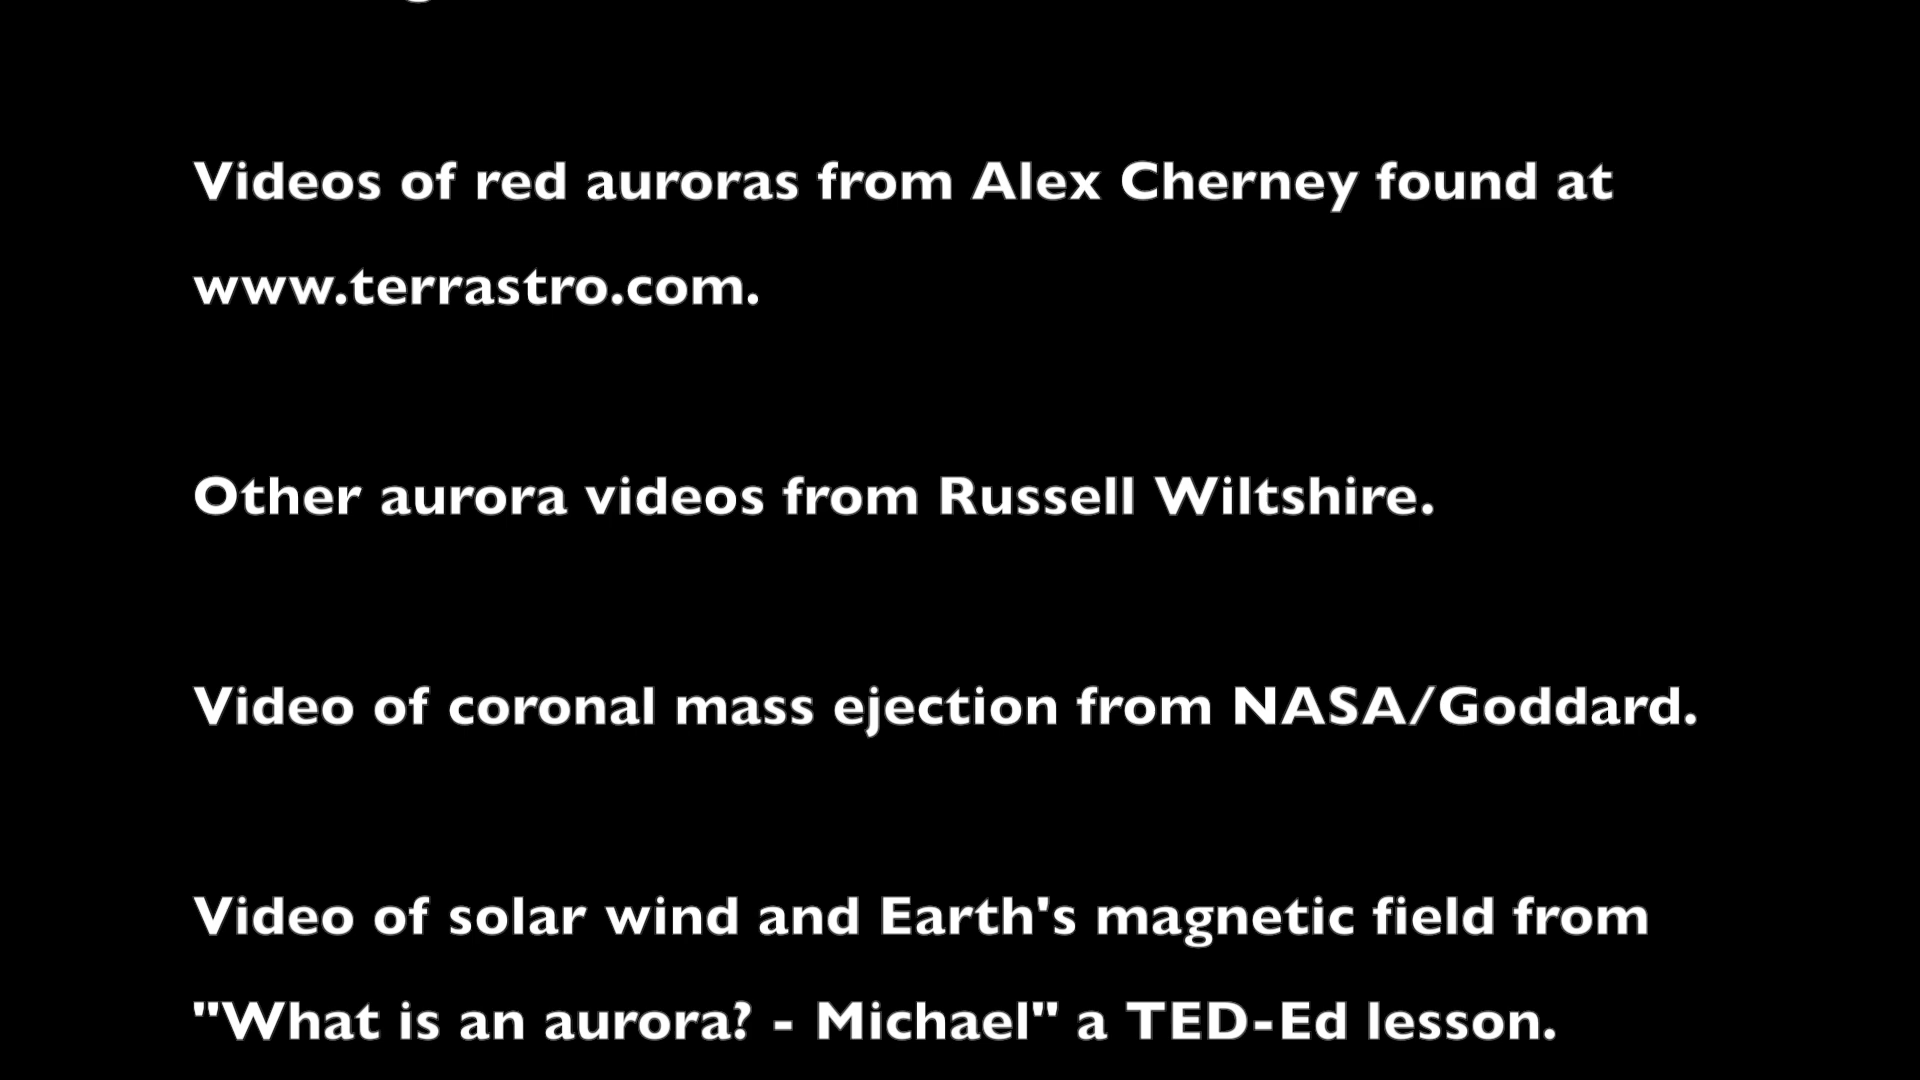 Videos of red auroras from Alex Cherney found at
www.terrastro.com.
Other aurora videos from Russell Wiltshire.
Video of coronal mass ejection from NASA/Goddard.
Video of solar wind and Earth's magnetic field from
"What is an aurora? - Michael" a TED-Ed lesson.